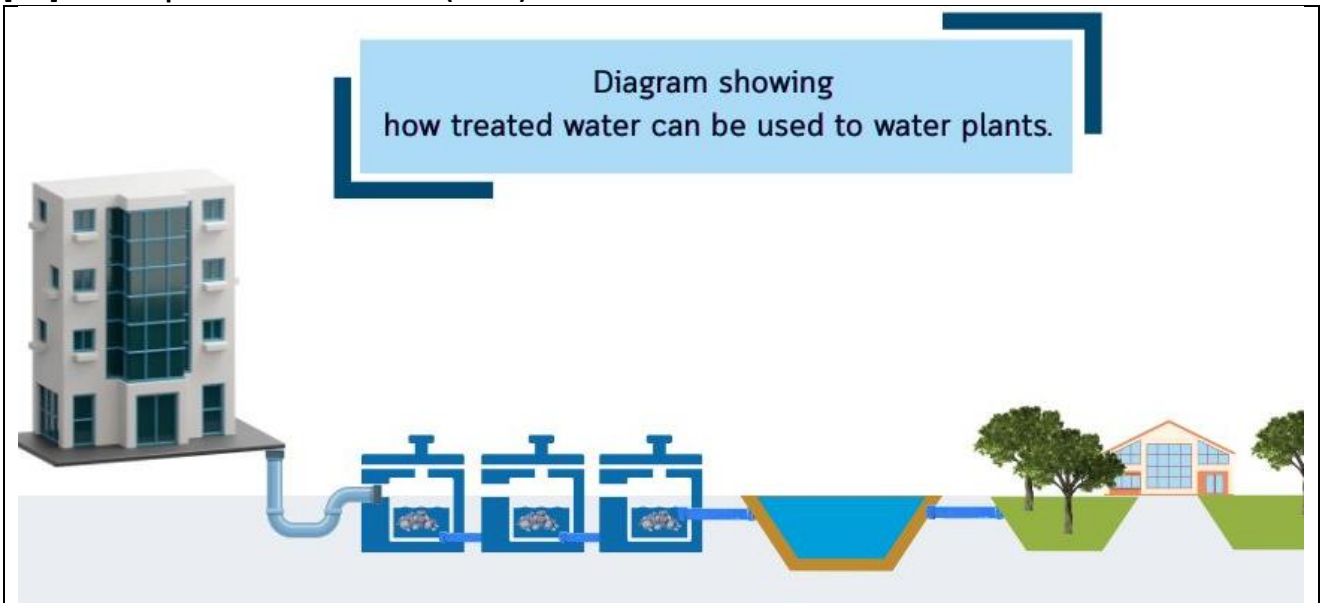 Diagram showing
how treated water can be used to water plants.